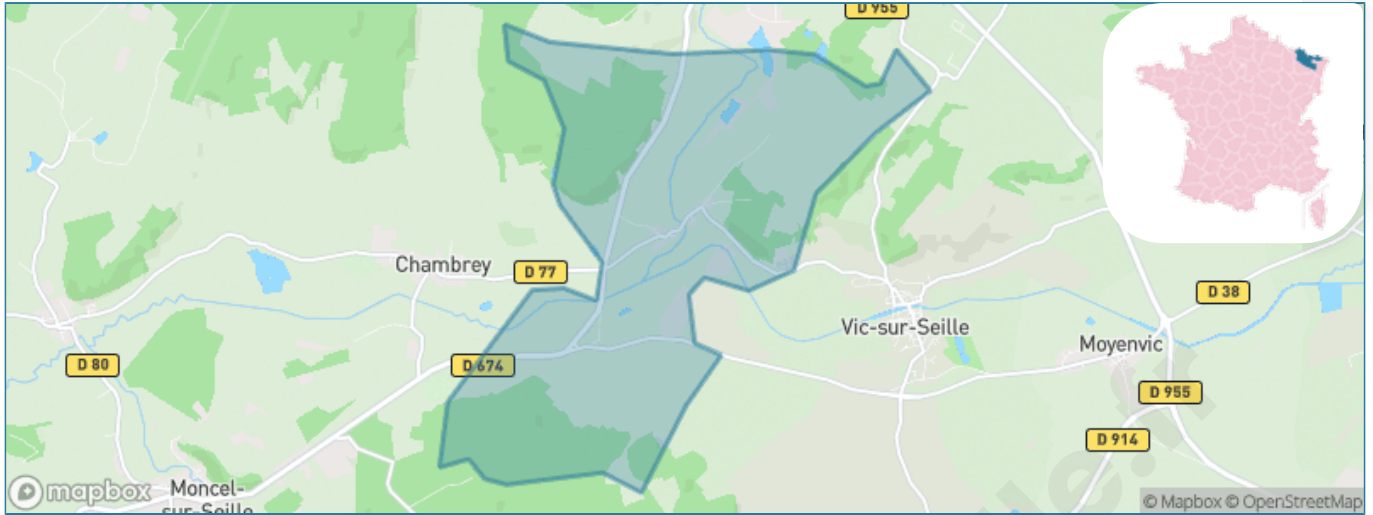 D 955
Chambrey
D 77
D 38
Vic-sur-Seille
Moyenvic
D 80
D 674
D 955
D 914
mapbox
Moncel-
sur-Seille
© Mapbox © OpenStreetMap